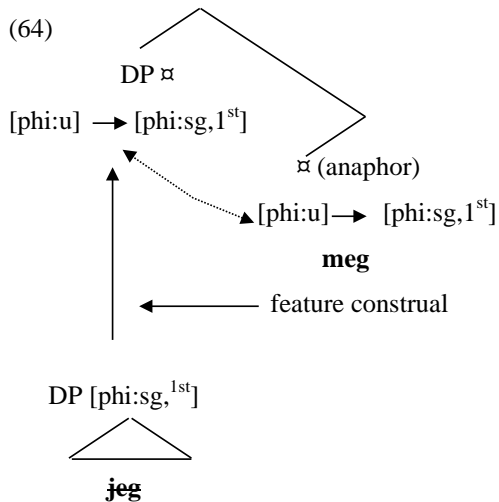 (64)
DP ¤
[phi:u] → [phi:sg,1st]
¤ (anaphor)
[phi:u] → [phi:sg,1st]
meg
feature construal
DP [phi:sg,1st]
jeg